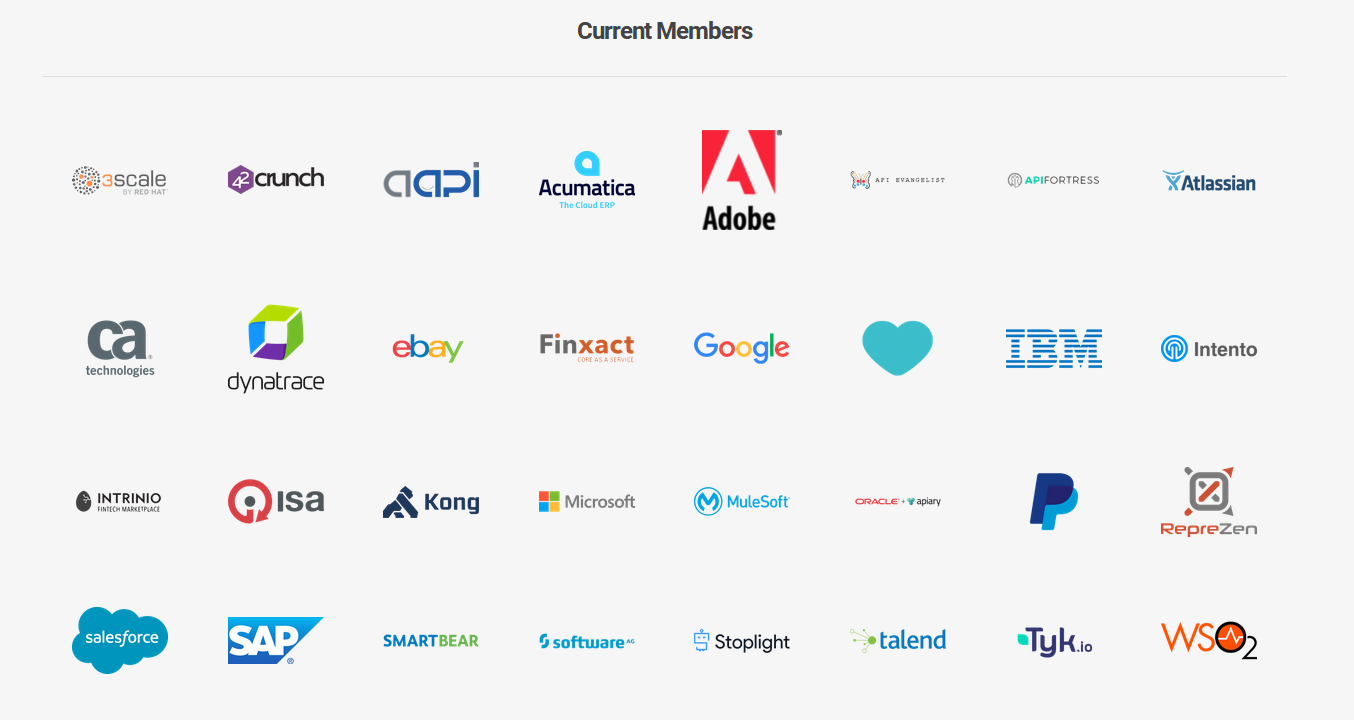 Current Members
3scale
BY RED HAT
42crunch
aapi
Acumatica
The Cloud ERP
Adobe
API EVANGELIST
APIFORTRESS
Atlassian
ca
technologies
dynatrace
ebay
Finxact
CORE AS A SERVICE
Google
IBM
Intento
INTRINIO
FINTECH MARKETPLACE
isa
Kong
Microsoft
MuleSoft
ORACLE + apiary
RepreZen
salesforce
SAP
SMARTBEAR
software AG
Stoplight
talend
Tyk.io
WSO2